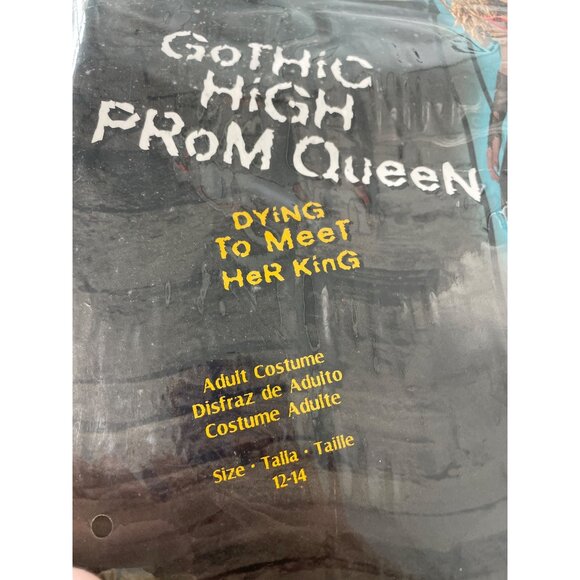 GoTHiC
HiGH
PRoM QueeN
DYiNG
To MeeT
HeR KinG
Adult Costume
Disfraz de Adulto
Costume Adulte
Size · Talla · Taille
12-14